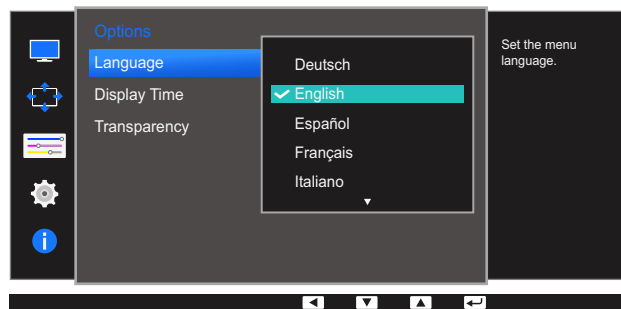 Options
Language
Display Time
Transparency
Deutsch
English
Español
Français
Italiano
Set the menu
language.